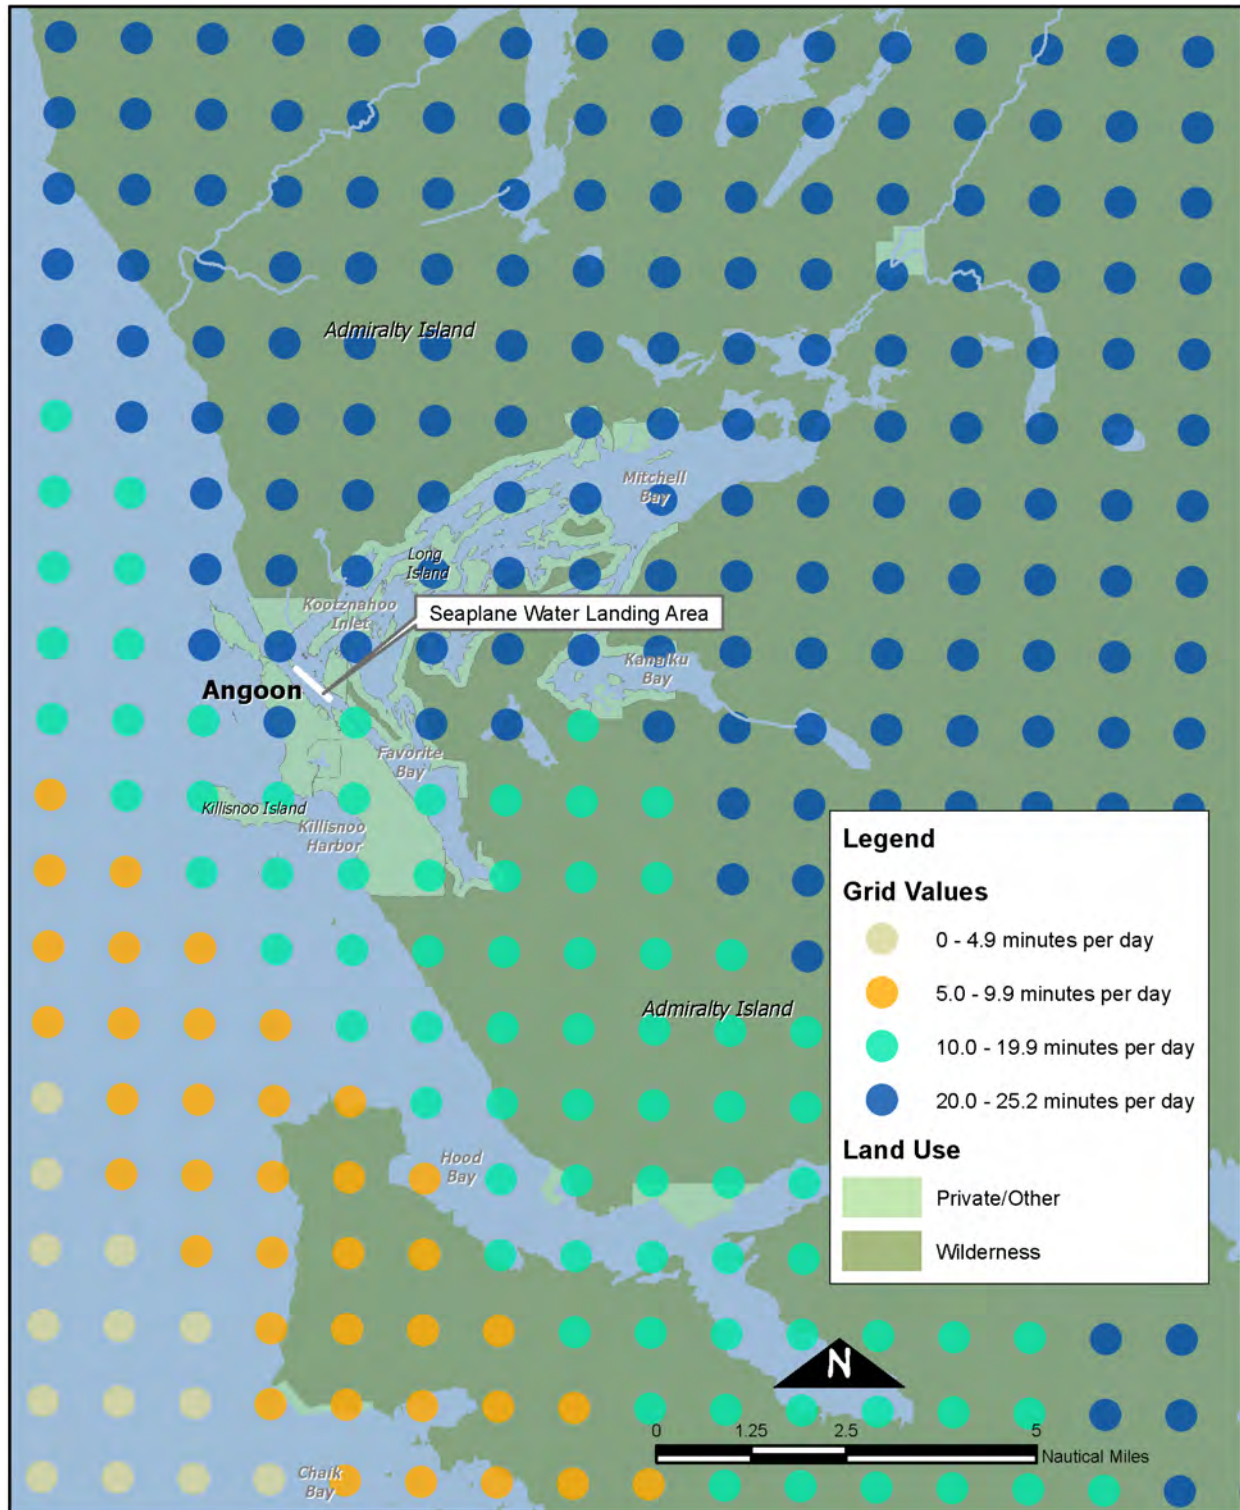 Admiralty Island
Mitchell
Bay
Long
Island
Kootznahoo
Inlet
Seaplane Water Landing Area
Kanalku
Bay
Angoon
Favorite
Bay
Killisnoo Island
Killisnoo
Harbor
Legend
Grid Values
0 - 4.9 minutes per day
5.0 - 9.9 minutes per day
10.0 - 19.9 minutes per day
20.0 - 25.2 minutes per day
Land Use
Private/Other
Wilderness
Admiralty Island
Hood
Bay
N
0 1.25 2.5 5
Nautical Miles
Chaik
Bay